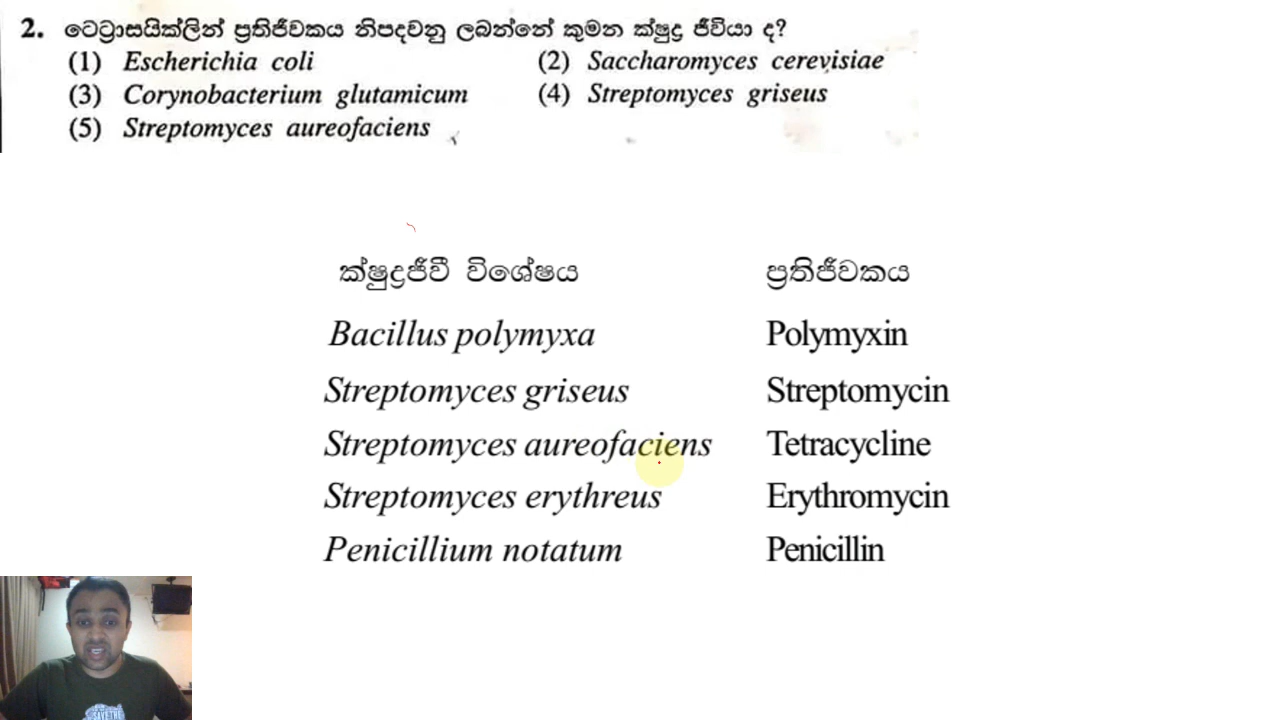 2. ටෙට්‍රාසයික්ලින් ප්‍රතිජීවකය නිපදවනු ලබන්නේ කුමන ක්ෂුද්‍ර ජීවියා ද?
(1) Escherichia coli (2) Saccharomyces cerevisiae
(3) Corynobacterium glutamicum (4) Streptomyces griseus
(5) Streptomyces aureofaciens
ක්ෂුද්‍රජීවී විශේෂය ප්‍රතිජීවකය
Bacillus polymyxa Polymyxin
Streptomyces griseus Streptomycin
Streptomyces aureofaciens Tetracycline
Streptomyces erythreus Erythromycin
Penicillium notatum Penicillin